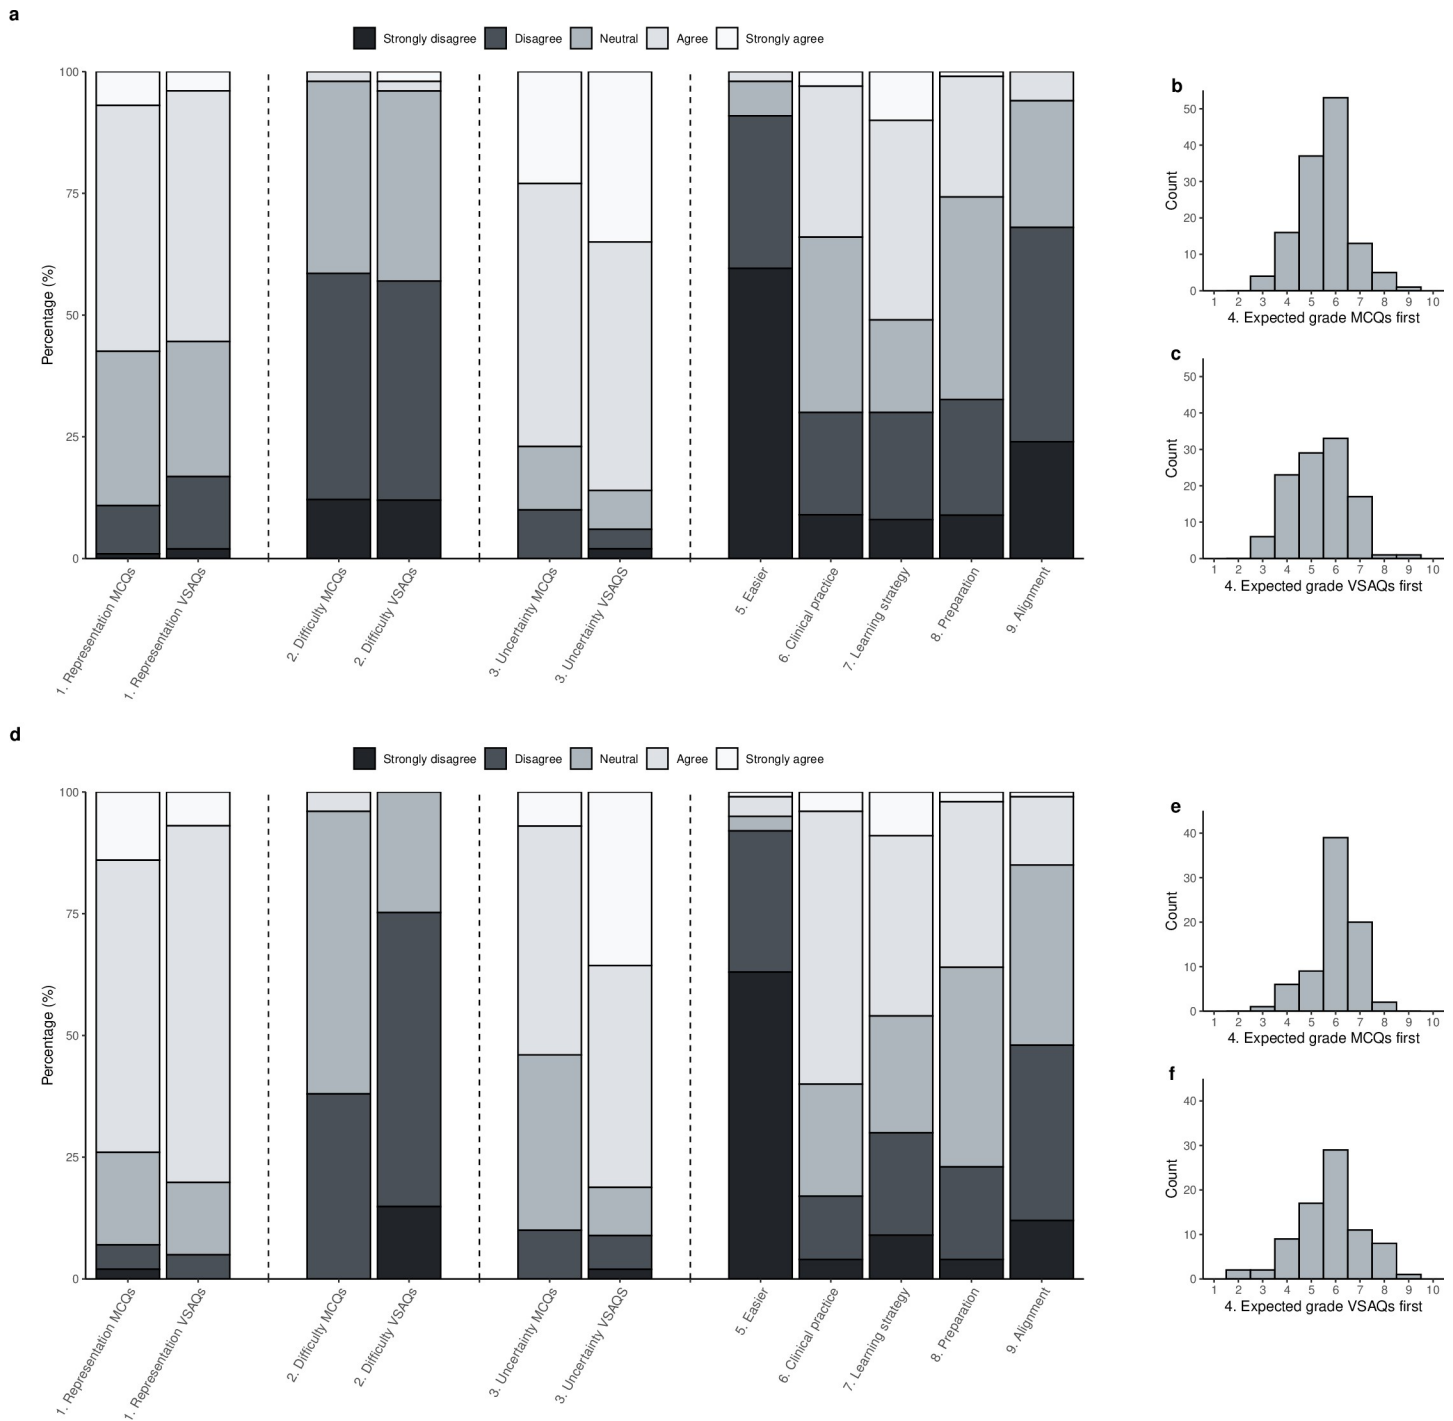 a
Strongly disagree Disagree Neutral Agree Strongly agree
100
75
50
25
0
Percentage (%)
1. Representation MCQs
1. Representation VSAQs
2. Difficulty MCQs
2. Difficulty VSAQs
3. Uncertainty MCQs
3. Uncertainty VSAQS
5. Easier
6. Clinical practice
7. Learning strategy
8. Preparation
9. Alignment
b
50
40
30
20
10
0
Count
1 2 3 4 5 6 7 8 9 10
4. Expected grade MCQs first
c
50
40
30
20
10
0
Count
1 2 3 4 5 6 7 8 9 10
4. Expected grade VSAQs first
d
Strongly disagree Disagree Neutral Agree Strongly agree
100
75
50
25
0
Percentage (%)
1. Representation MCQs
1. Representation VSAQs
2. Difficulty MCQs
2. Difficulty VSAQs
3. Uncertainty MCQs
3. Uncertainty VSAQS
5. Easier
6. Clinical practice
7. Learning strategy
8. Preparation
9. Alignment
e
40
30
20
10
0
Count
1 2 3 4 5 6 7 8 9 10
4. Expected grade MCQs first
f
40
30
20
10
0
Count
1 2 3 4 5 6 7 8 9 10
4. Expected grade VSAQs first